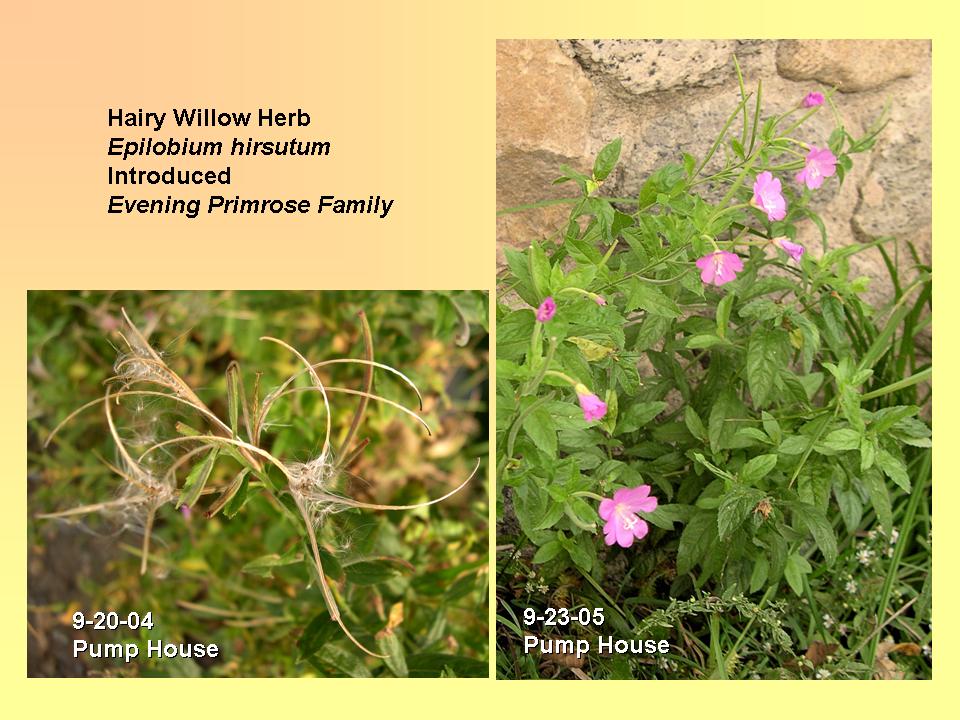 Hairy Willow Herb
Epilobium hirsutum
Introduced
Evening Primrose Family
9-20-04
Pump House
9-23-05
Pump House